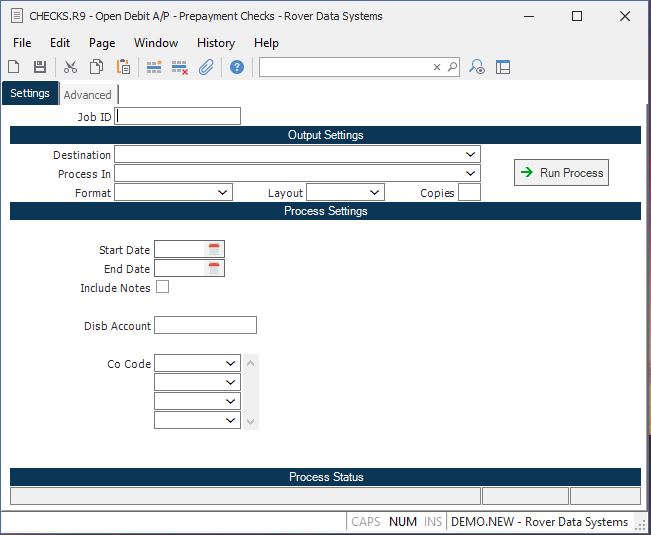 CHECKS.R9 - Open Debit A/P - Prepayment Checks - Rover Data Systems
File Edit Page Window History Help
Settings Advanced
Job ID
Output Settings
Destination
Process In
Run Process
Format Layout Copies
Process Settings
Start Date
End Date
Include Notes
Disb Account
Co Code
Process Status
CAPS NUM INS DEMO.NEW - Rover Data Systems